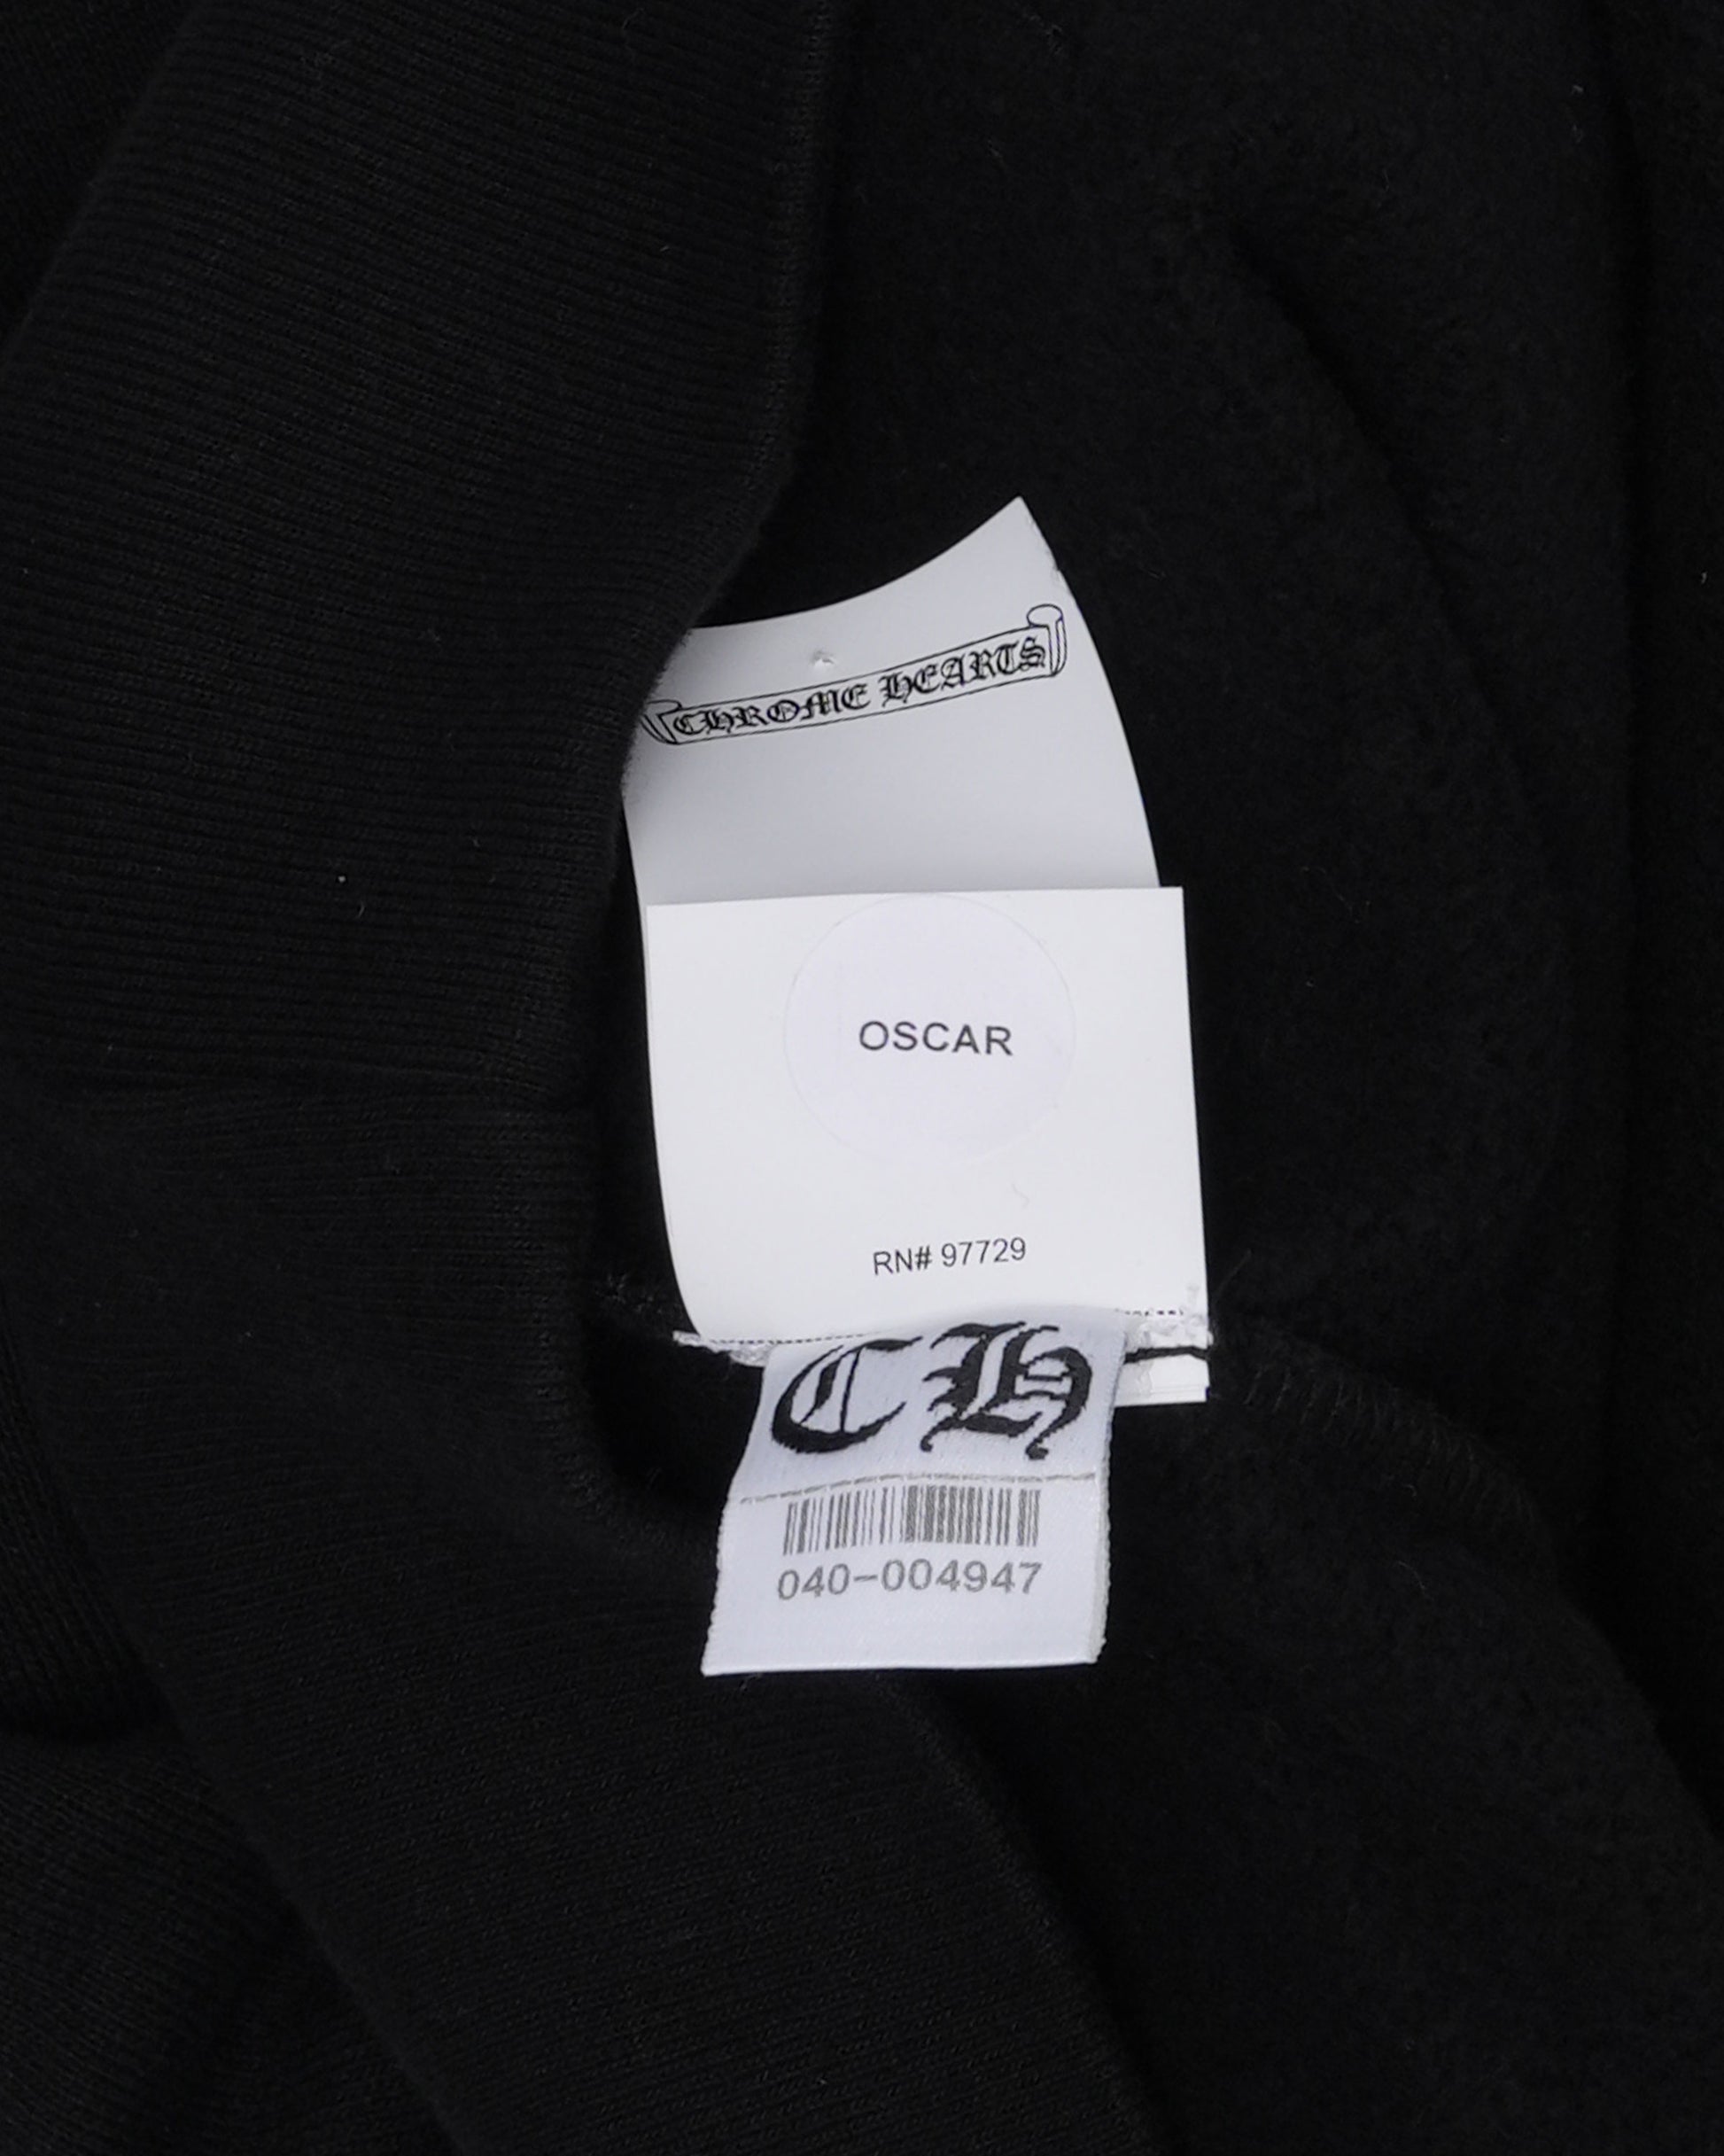 CHROME HEARTS
OSCAR
RN# 97729
CH
040-004947